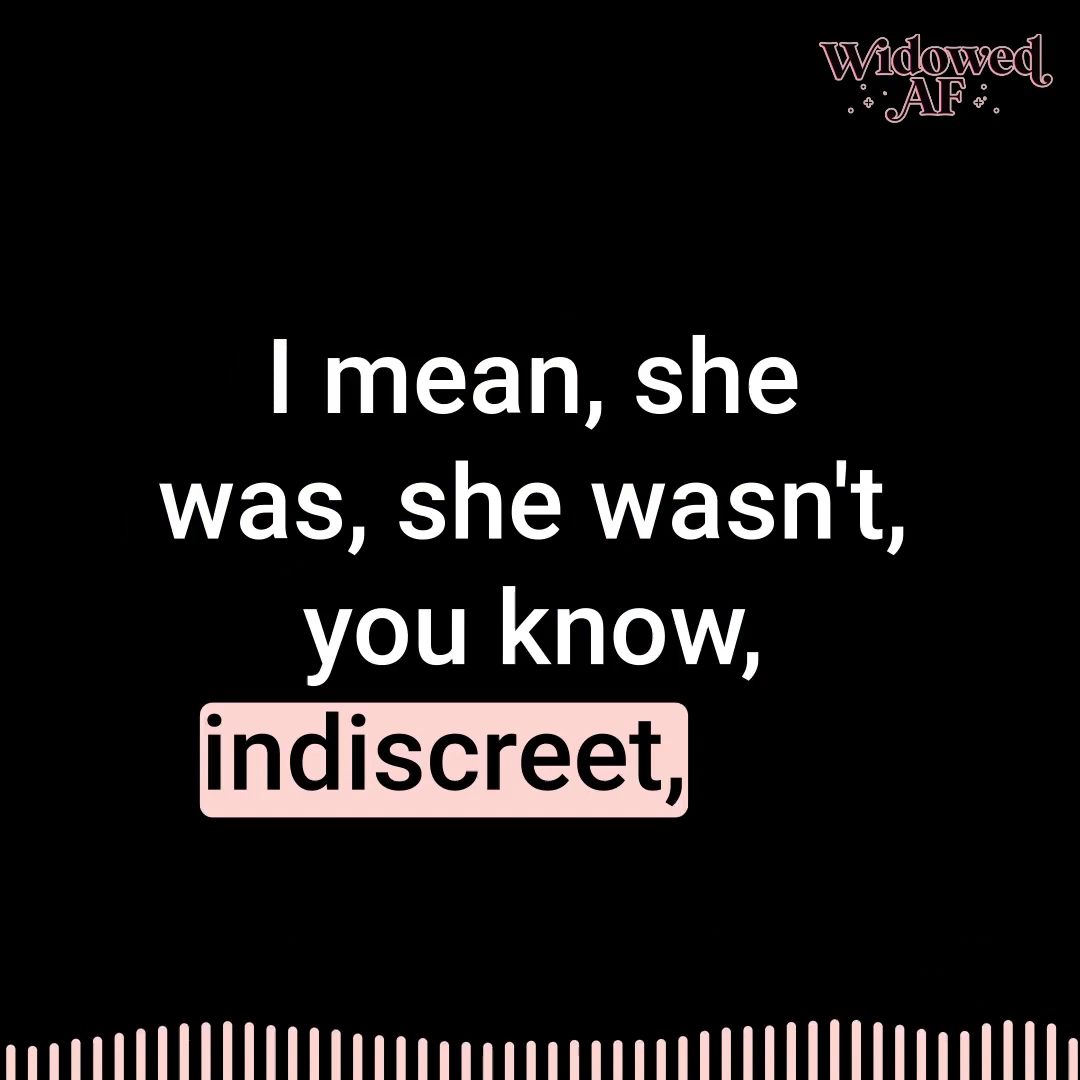 Widowed
AF
I mean, she
was, she wasn't,
you know,
indiscreet,